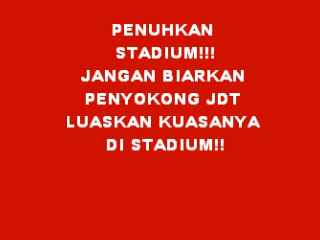 PENUHKAN
STADIUM!!!
JANGAN BIARKAN
PENYOKONG JDT
LUASKAN KUASANYA
DI STADIUM!!